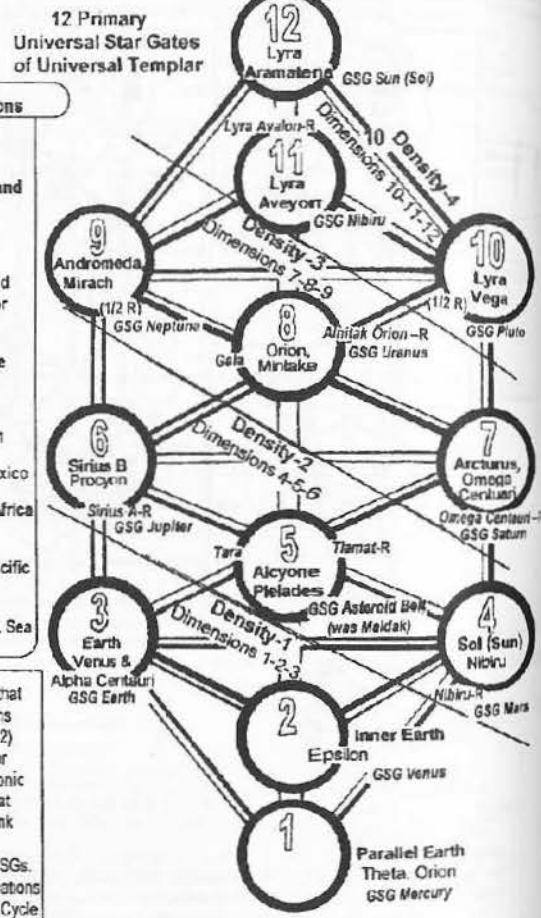 12 Primary
Universal Star Gates
of Universal Templar
12
Lyra
Aramatena
GSG Sun (Sol)
ons
Lyra Avalon-R
10
Density-4
Dimensions 10-11-12
11
Lyra
Aveyon
and
GSG Nibiru
Density-3
Dimensions 7-8-9
9
Andromeda,
Mirach
10
Lyra
Vega
d
or
(1/2 R)
GSG Neptune
(1/2 R)
GSG Pluto
8
Orion,
Mintaka
Alnitak Orion-R
GSG Uranus
e
Gaia
Density-2
Dimensions 4-5-6
6
Sirius B
Procyon
7
Arcturus,
Omega
Centauri
xico
Sirius A-R
GSG Jupiter
Omega Centauri-R
GSG Saturn
Africa
Tara
5
Alcyone
Pleiades
Tiamat-R
cific
GSG Asteroid Belt
(was Maldak)
Density-1
Dimensions 1-2-3
Sea
3
Earth
Venus &
Alpha Centauri
GSG Earth
4
Sol (Sun)
Nibiru
Nibiru-R
GSG Mars
that
ns
2)
or
onic
at
nk
2
Epsilon
Inner Earth
GSG Venus
SGs.
ations
Cycle
1
Parallel Earth
Theta, Orion
GSG Mercury